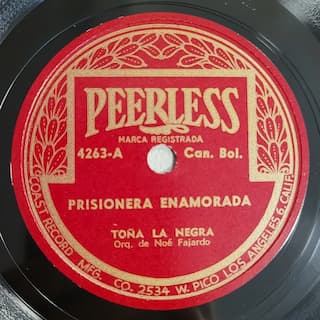 PEERLESS
MARCA REGISTRADA
4263-A Can. Bol.
PRISIONERA ENAMORADA
TOÑA LA NEGRA
Orq. de Noé Fajardo
COAST RECORD MFG. CO. 2534 W. PICO LOS ANGELES 6, CALIF.